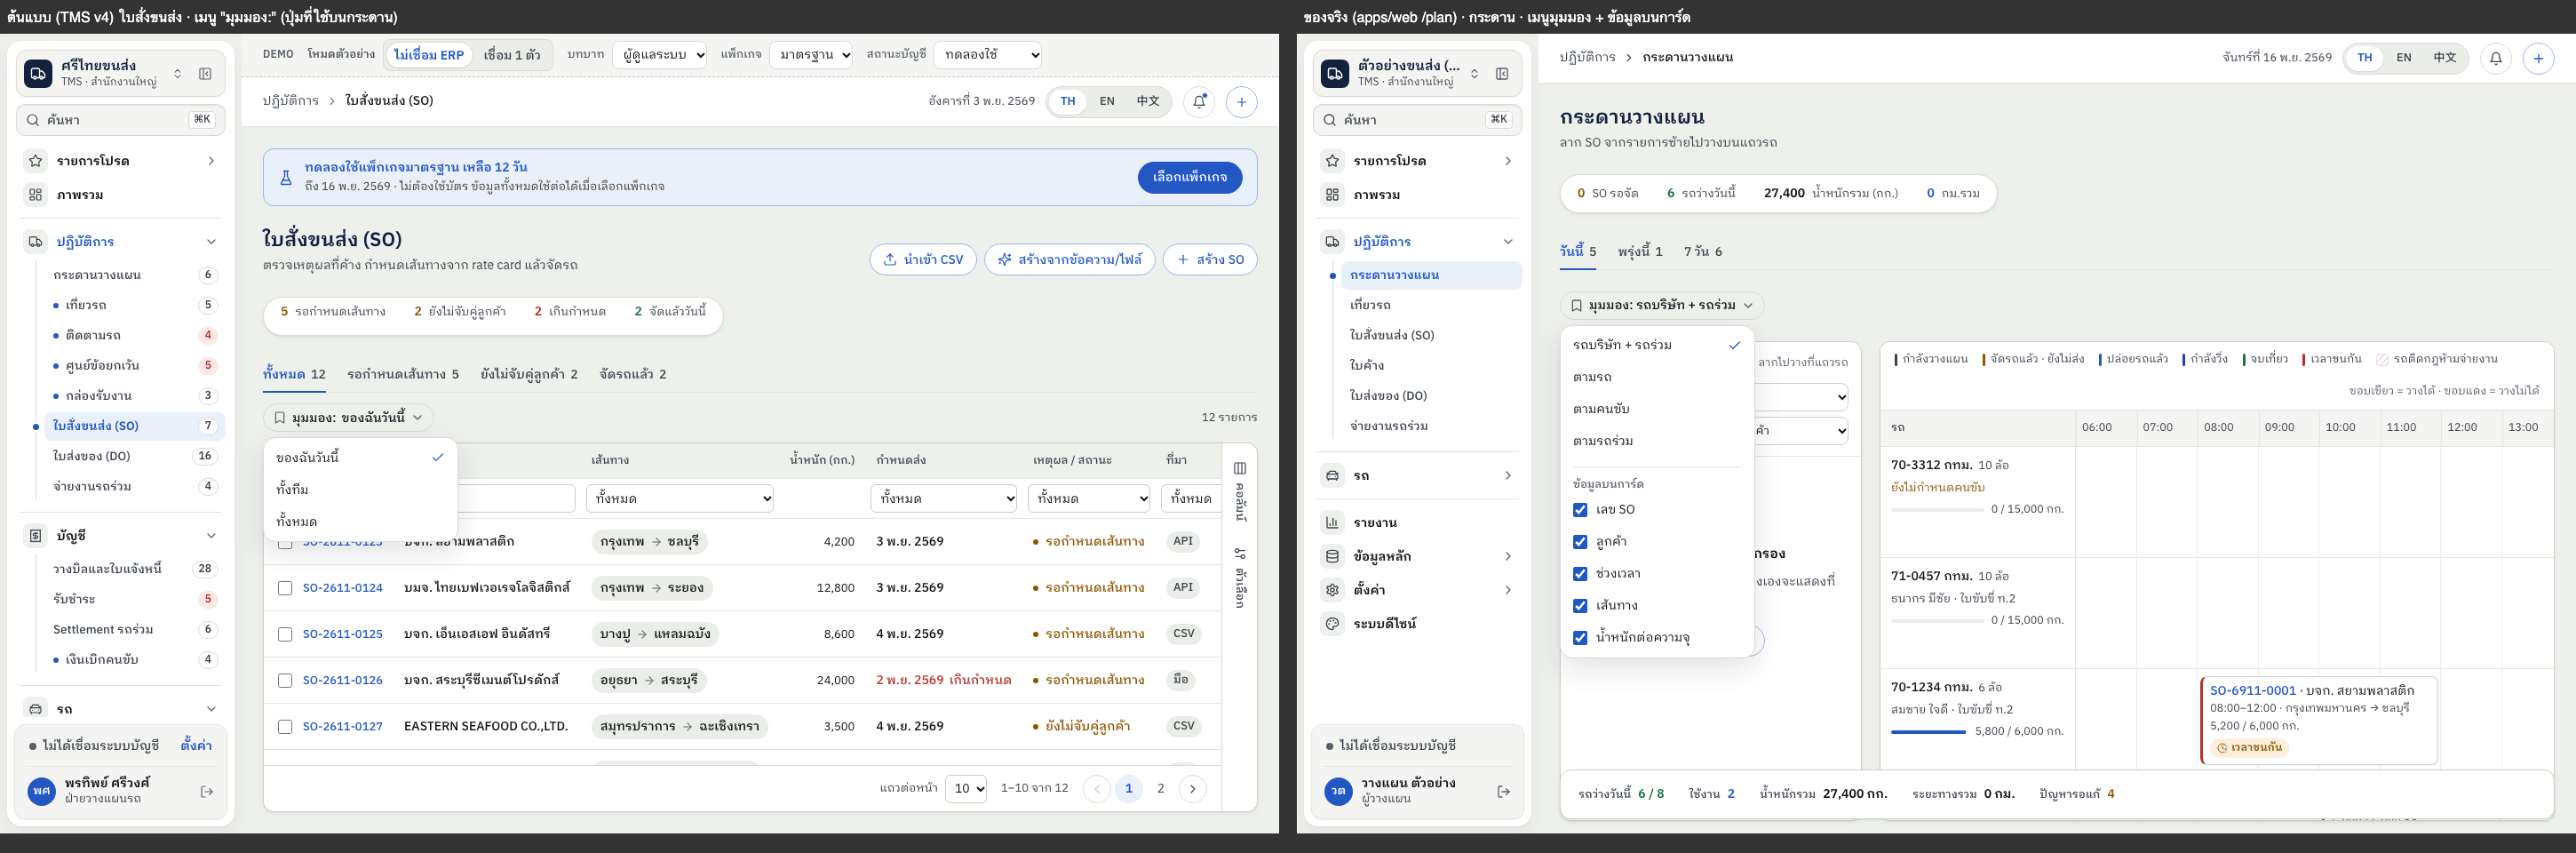 ต้นแบบ (TMS v4) ใบสั่งขนส่ง · เมนู "มุมมอง:" (ปุ่มที่ใช้บนกระดาน)
ศรีไทยขนส่ง
TMS · สำนักงานใหญ่
ค้นหา ⌘K
รายการโปรด
ภาพรวม
ปฏิบัติการ
กระดานวางแผน 6
เที่ยวรถ 5
ติดตามรถ 4
ศูนย์ข้อยกเว้น 5
กล่องรับงาน 3
ใบสั่งขนส่ง (SO) 7
ใบส่งของ (DO) 16
จ่ายงานรถร่วม 4
บัญชี
วางบิลและใบแจ้งหนี้ 28
รับชำระ 5
Settlement รถร่วม 6
เงินเบิกคนขับ 4
รถ
ไม่ได้เชื่อมระบบบัญชี ตั้งค่า
พศ พรทิพย์ ศรีวงศ์
ฝ่ายวางแผนรถ
DEMO โหมดตัวอย่าง ไม่เชื่อม ERP เชื่อม 1 ตัว บทบาท ผู้ดูแลระบบ แพ็กเกจ มาตรฐาน สถานะบัญชี ทดลองใช้
ปฏิบัติการ > ใบสั่งขนส่ง (SO) อังคารที่ 3 พ.ย. 2569 TH EN 中文
ทดลองใช้แพ็กเกจมาตรฐาน เหลือ 12 วัน
ถึง 16 พ.ย. 2569 · ไม่ต้องใช้บัตร ข้อมูลทั้งหมดใช้ต่อได้เมื่อเลือกแพ็กเกจ
เลือกแพ็กเกจ
ใบสั่งขนส่ง (SO)
ตรวจเหตุผลที่ค้าง กำหนดเส้นทางจาก rate card แล้วจัดรถ
นำเข้า CSV สร้างจากข้อความ/ไฟล์ สร้าง SO
5 รอกำหนดเส้นทาง 2 ยังไม่จับคู่ลูกค้า 2 เกินกำหนด 2 จัดแล้ววันนี้
ทั้งหมด 12 รอกำหนดเส้นทาง 5 ยังไม่จับคู่ลูกค้า 2 จัดรถแล้ว 2
มุมมอง: ของฉันวันนี้ 12 รายการ
ของฉันวันนี้
ทั้งทีม
ทั้งหมด
เส้นทาง น้ำหนัก (กก.) กำหนดส่ง เหตุผล / สถานะ ที่มา
ทั้งหมด ทั้งหมด ทั้งหมด ทั้งหมด
คอลัมน์
ตัวเลือก
SO-2611-0123 บจก. สยามพลาสติก กรุงเทพ → ชลบุรี 4,200 3 พ.ย. 2569 รอกำหนดเส้นทาง API
SO-2611-0124 บมจ. ไทยเบฟเวอเรจโลจิสติกส์ กรุงเทพ → ระยอง 12,800 3 พ.ย. 2569 รอกำหนดเส้นทาง API
SO-2611-0125 บจก. เอ็นเอสเอฟ อินดัสทรี บางปู → แหลมฉบัง 8,600 4 พ.ย. 2569 รอกำหนดเส้นทาง CSV
SO-2611-0126 บจก. สระบุรีซีเมนต์โปรดักส์ อยุธยา → สระบุรี 24,000 2 พ.ย. 2569 เกินกำหนด รอกำหนดเส้นทาง มือ
SO-2611-0127 EASTERN SEAFOOD CO.,LTD. สมุทรปราการ → ฉะเชิงเทรา 3,500 4 พ.ย. 2569 ยังไม่จับคู่ลูกค้า CSV
แถวต่อหน้า 10 1–10 จาก 12 1 2
ของจริง (apps/web /plan) · กระดาน · เมนูมุมมอง + ข้อมูลบนการ์ด
ตัวอย่างขนส่ง (...
TMS · สำนักงานใหญ่
ค้นหา ⌘K
รายการโปรด
ภาพรวม
ปฏิบัติการ
กระดานวางแผน
เที่ยวรถ
ใบสั่งขนส่ง (SO)
ใบค้าง
ใบส่งของ (DO)
จ่ายงานรถร่วม
รถ
รายงาน
ข้อมูลหลัก
ตั้งค่า
ระบบดีไซน์
ไม่ได้เชื่อมระบบบัญชี
วต วางแผน ตัวอย่าง
ผู้วางแผน
ปฏิบัติการ > กระดานวางแผน จันทร์ที่ 16 พ.ย. 2569 TH EN 中文
กระดานวางแผน
ลาก SO จากรายการซ้ายไปวางบนแถวรถ
0 SO รอจัด 6 รถว่างวันนี้ 27,400 น้ำหนักรวม (กก.) 0 กม.รวม
วันนี้ 5 พรุ่งนี้ 1 7 วัน 6
มุมมอง: รถบริษัท + รถร่วม
รถบริษัท + รถร่วม
ตามรถ
ตามคนขับ
ตามรถร่วม
ข้อมูลบนการ์ด
เลข SO
ลูกค้า
ช่วงเวลา
เส้นทาง
น้ำหนักต่อความจุ
ลากไปวางที่แถวรถ
ค้า
กรอง
งเองจะแสดงที่
กำลังวางแผน จัดรถแล้ว · ยังไม่ส่ง ปล่อยรถแล้ว กำลังวิ่ง จบเที่ยว เวลาชนกัน รถติดกฎห้ามจ่ายงาน
ขอบเขียว = วางได้ · ขอบแดง = วางไม่ได้
รถ 06:00 07:00 08:00 09:00 10:00 11:00 12:00 13:00
70-3312 กทม. 10 ล้อ
ยังไม่กำหนดคนขับ
0 / 15,000 กก.
71-0457 กทม. 10 ล้อ
ธนากร มีชัย · ใบขับขี่ ท.2
0 / 15,000 กก.
70-1234 กทม. 6 ล้อ
สมชาย ใจดี · ใบขับขี่ ท.2
5,800 / 6,000 กก.
SO-6911-0001 · บจก. สยามพลาสติก
08:00–12:00 · กรุงเทพมหานคร → ชลบุรี
5,200 / 6,000 กก.
เวลาชนกัน
รถว่างวันนี้ 6 / 8 ใช้งาน 2 น้ำหนักรวม 27,400 กก. ระยะทางรวม 0 กม. ปัญหารอแก้ 4